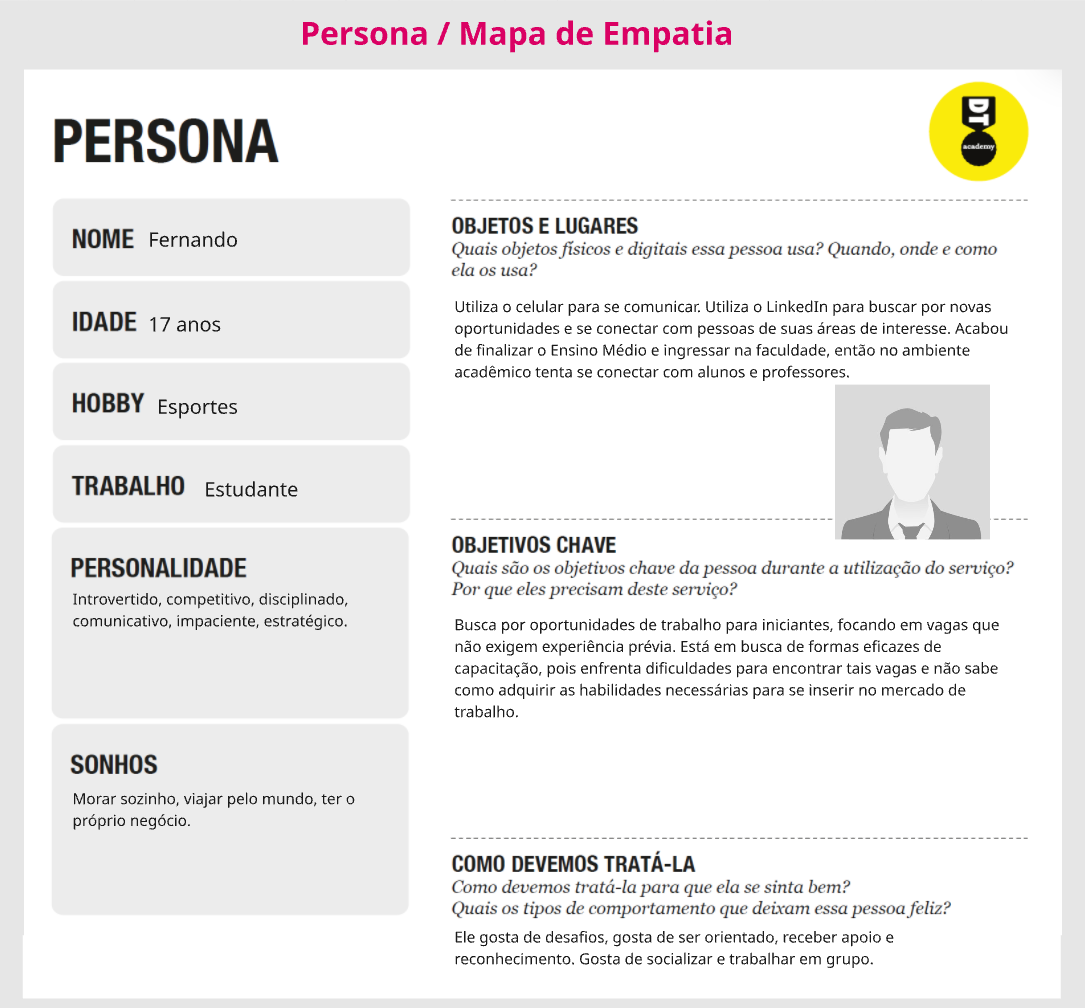 Persona / Mapa de Empatia
PERSONA
DT
academy
NOME Fernando
IDADE 17 anos
HOBBY Esportes
TRABALHO Estudante
PERSONALIDADE
Introvertido, competitivo, disciplinado,
comunicativo, impaciente, estratégico.
SONHOS
Morar sozinho, viajar pelo mundo, ter o
próprio negócio.
OBJETOS E LUGARES
Quais objetos físicos e digitais essa pessoa usa? Quando, onde e como
ela os usa?
Utiliza o celular para se comunicar. Utiliza o LinkedIn para buscar por novas
oportunidades e se conectar com pessoas de suas áreas de interesse. Acabou
de finalizar o Ensino Médio e ingressar na faculdade, então no ambiente
acadêmico tenta se conectar com alunos e professores.
OBJETIVOS CHAVE
Quais são os objetivos chave da pessoa durante a utilização do serviço?
Por que eles precisam deste serviço?
Busca por oportunidades de trabalho para iniciantes, focando em vagas que
não exigem experiência prévia. Está em busca de formas eficazes de
capacitação, pois enfrenta dificuldades para encontrar tais vagas e não sabe
como adquirir as habilidades necessárias para se inserir no mercado de
trabalho.
COMO DEVEMOS TRATÁ-LA
Como devemos tratá-la para que ela se sinta bem?
Quais os tipos de comportamento que deixam essa pessoa feliz?
Ele gosta de desafios, gosta de ser orientado, receber apoio e
reconhecimento. Gosta de socializar e trabalhar em grupo.